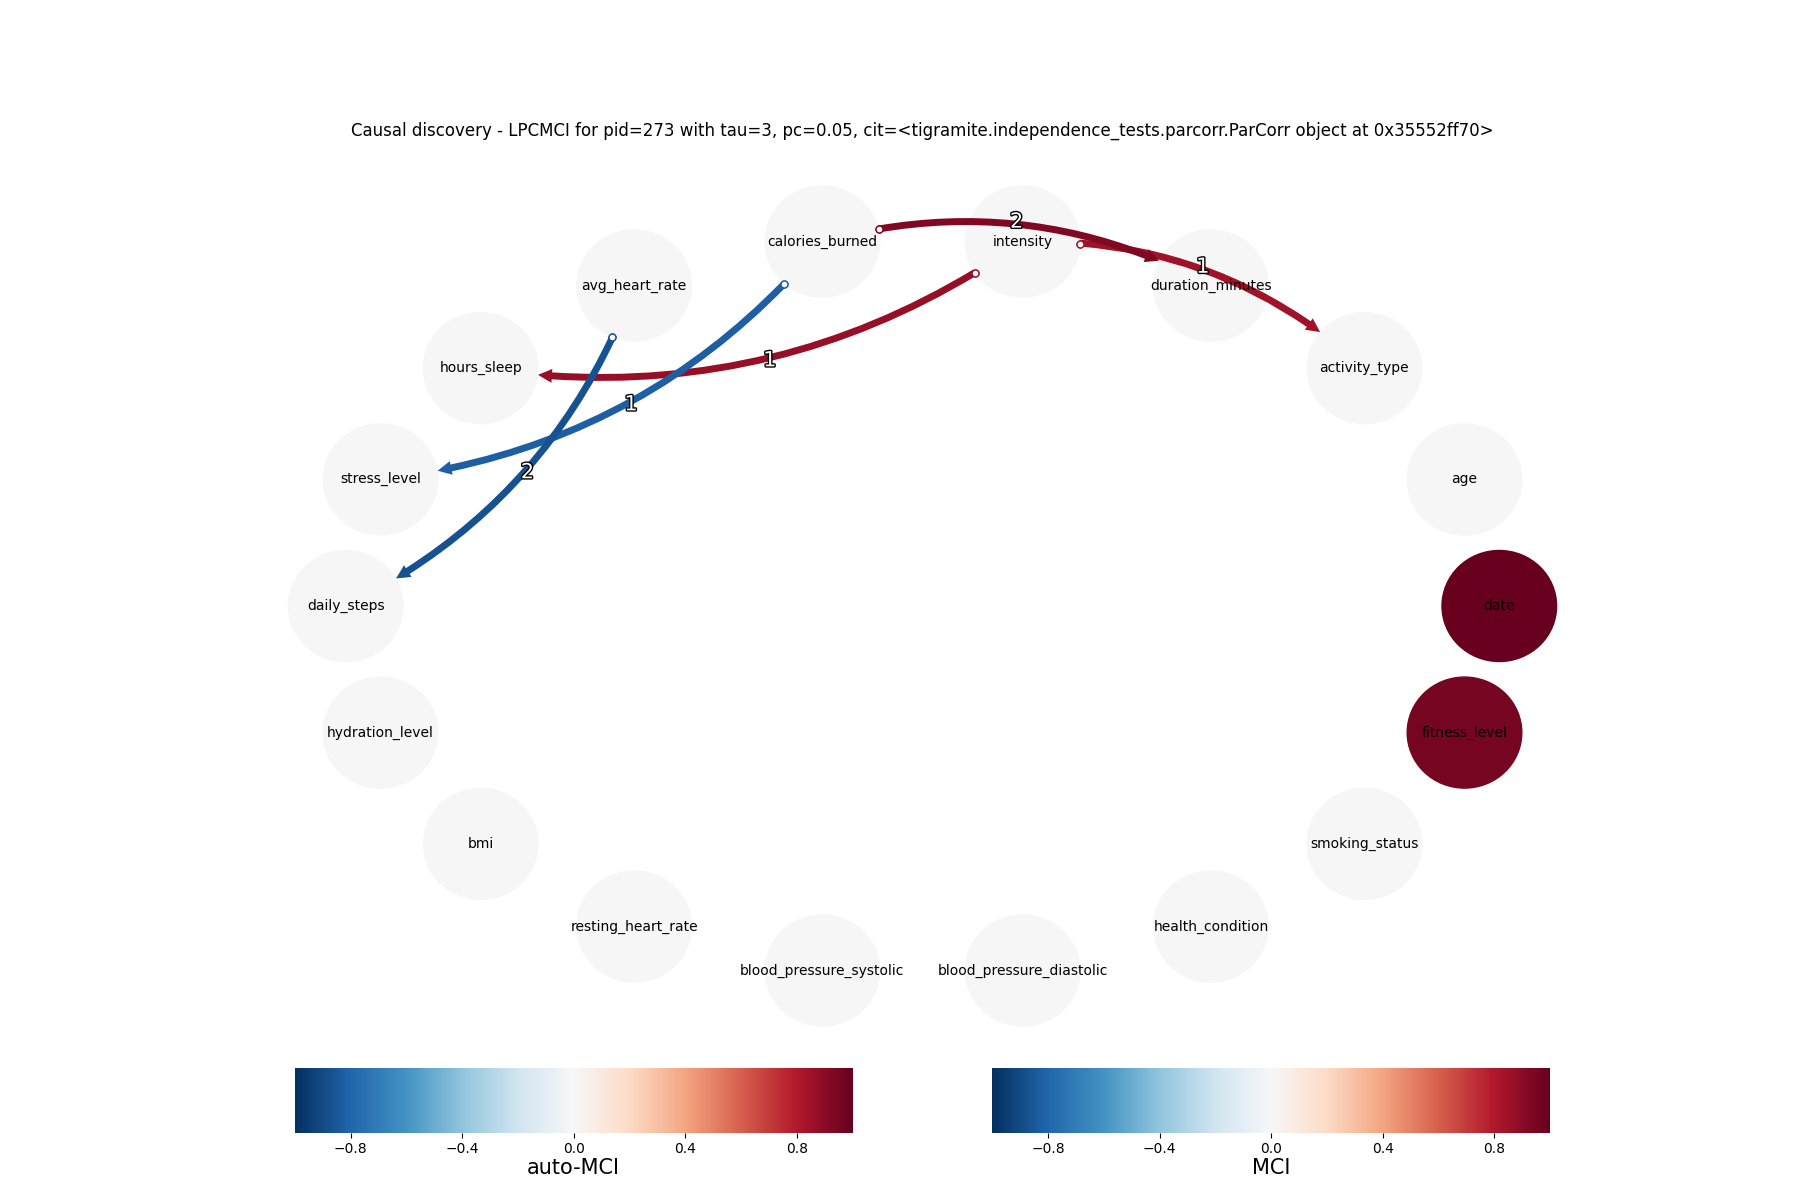 Causal discovery - LPCMCI for pid=273 with tau=3, pc=0.05, cit=<tigramite.independence_tests.parcorr.ParCorr object at 0x35552ff70>
2
calories_burned
intensity
1
avg_heart_rate
duration_minutes
1
hours_sleep
activity_type
1
2
stress_level
age
daily_steps
date
hydration_level
fitness_level
bmi
smoking_status
resting_heart_rate
health_condition
blood_pressure_systolic
blood_pressure_diastolic
−0.8 −0.4 0.0 0.4 0.8
auto-MCI
−0.8 −0.4 0.0 0.4 0.8
MCI